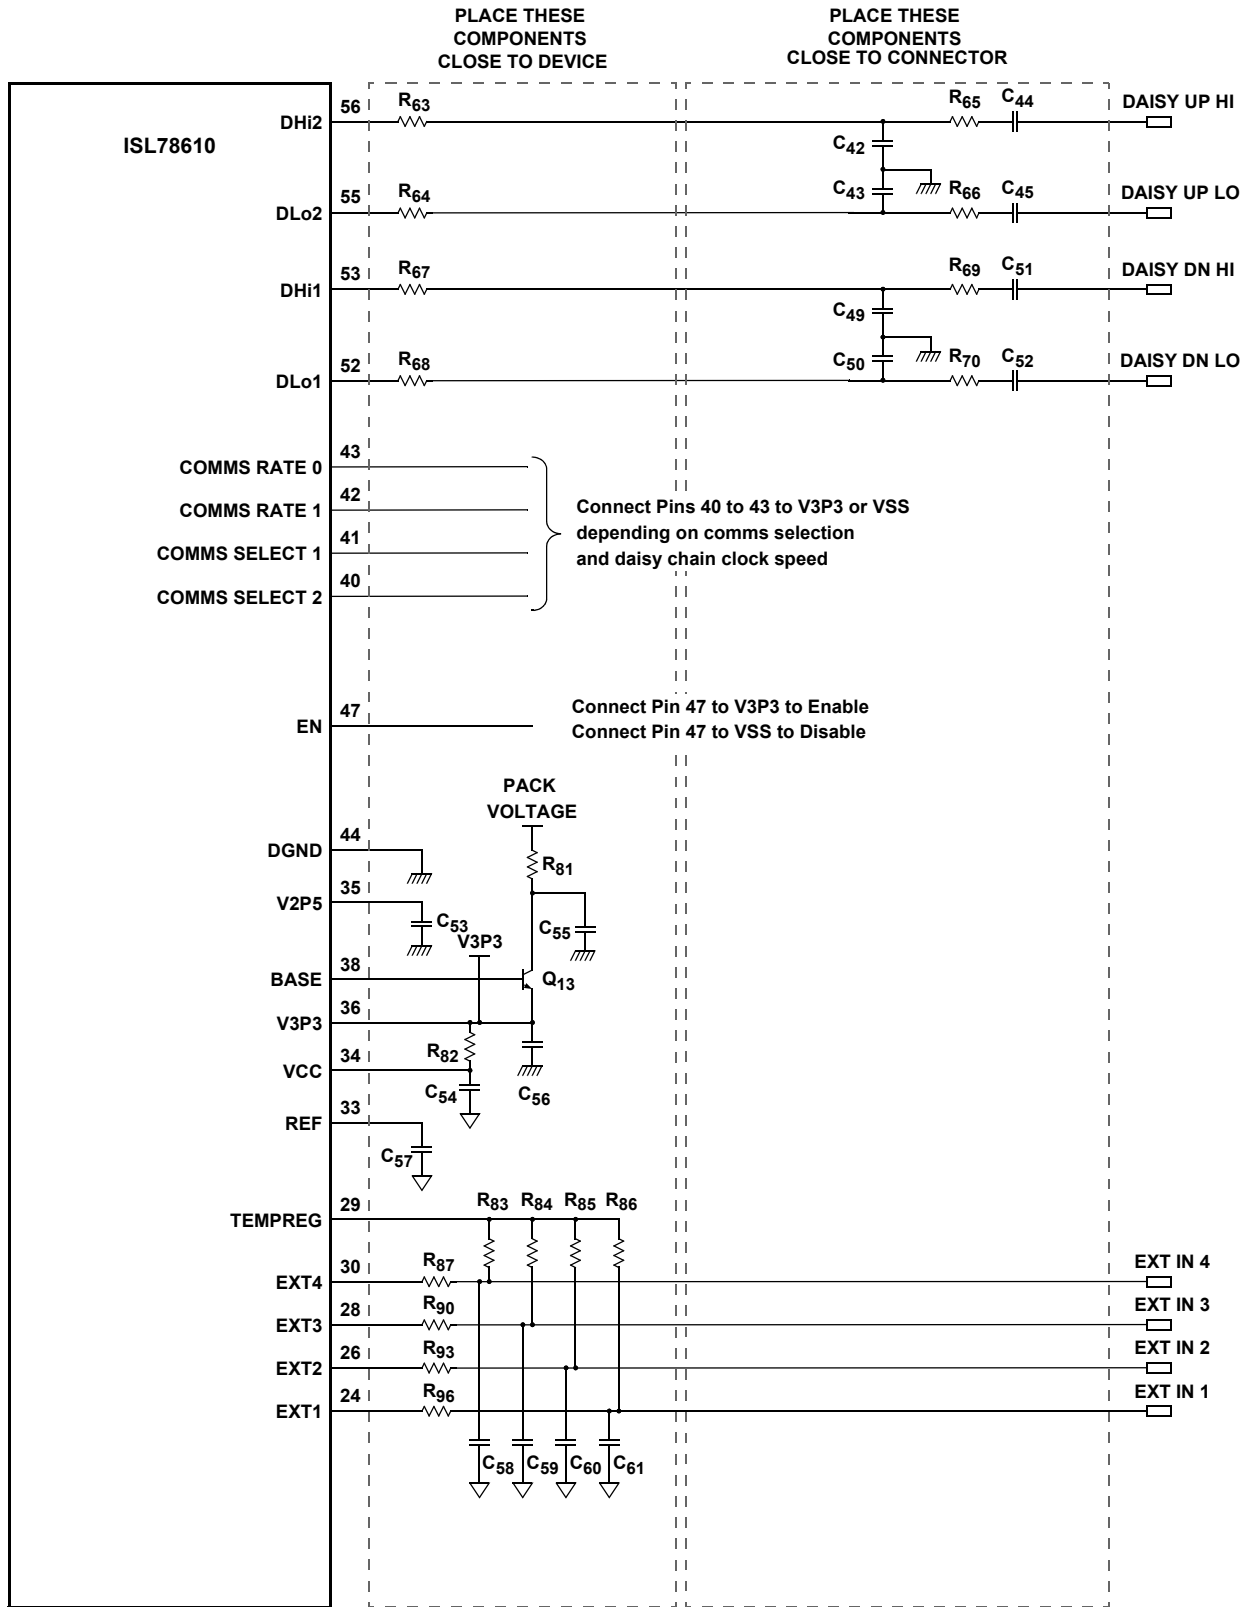 PLACE THESE
COMPONENTS
CLOSE TO DEVICE
PLACE THESE
COMPONENTS
CLOSE TO CONNECTOR
ISL78610
DHi2 56 R63 R65 C44 DAISY UP HI
C42
C43
DLo2 55 R64 R66 C45 DAISY UP LO
DHi1 53 R67 R69 C51 DAISY DN HI
C49
C50
DLo1 52 R68 R70 C52 DAISY DN LO
COMMS RATE 0 43
COMMS RATE 1 42
COMMS SELECT 1 41
COMMS SELECT 2 40
Connect Pins 40 to 43 to V3P3 or VSS
depending on comms selection
and daisy chain clock speed
EN 47
Connect Pin 47 to V3P3 to Enable
Connect Pin 47 to VSS to Disable
PACK
VOLTAGE
DGND 44
R81
V2P5 35
C53
C55
V3P3
BASE 38
Q13
V3P3 36
R82
VCC 34
C54
C56
REF 33
C57
TEMPREG 29
R83 R84 R85 R86
EXT4 30 R87 EXT IN 4
EXT3 28 R90 EXT IN 3
EXT2 26 R93 EXT IN 2
EXT1 24 R96 EXT IN 1
C58 C59 C60 C61